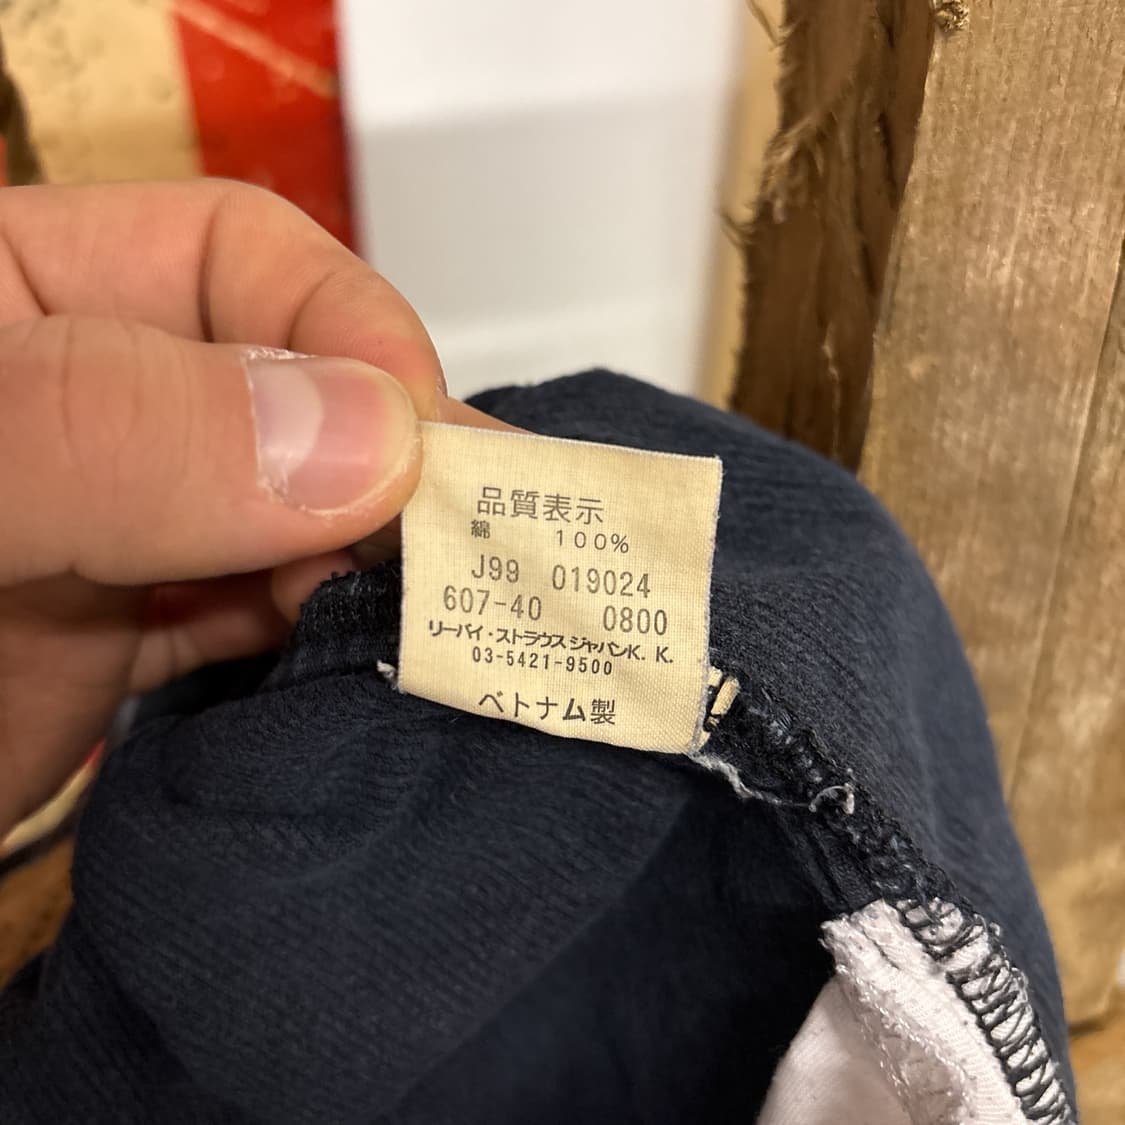 品質表示
綿 100%
J99 019024
607-40 0800
リーバイ・ストラウス ジャパンK. K.
03-5421-9500
ベトナム製